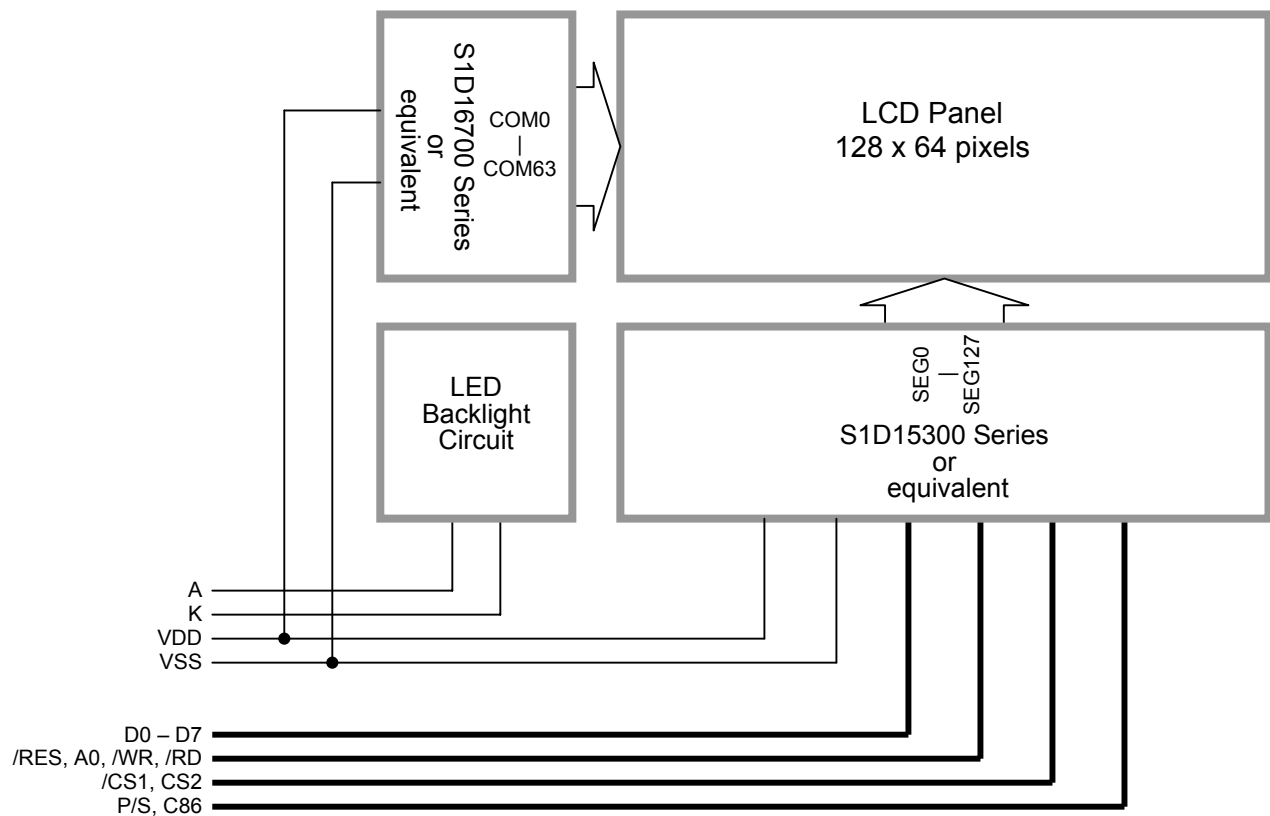 S1D16700 Series
or
equivalent
COM0
|
COM63
LCD Panel
128 x 64 pixels
LED
Backlight
Circuit
SEG0
—
SEG127
S1D15300 Series
or
equivalent
A
K
VDD
VSS
D0 – D7
/RES, A0, /WR, /RD
/CS1, CS2
P/S, C86